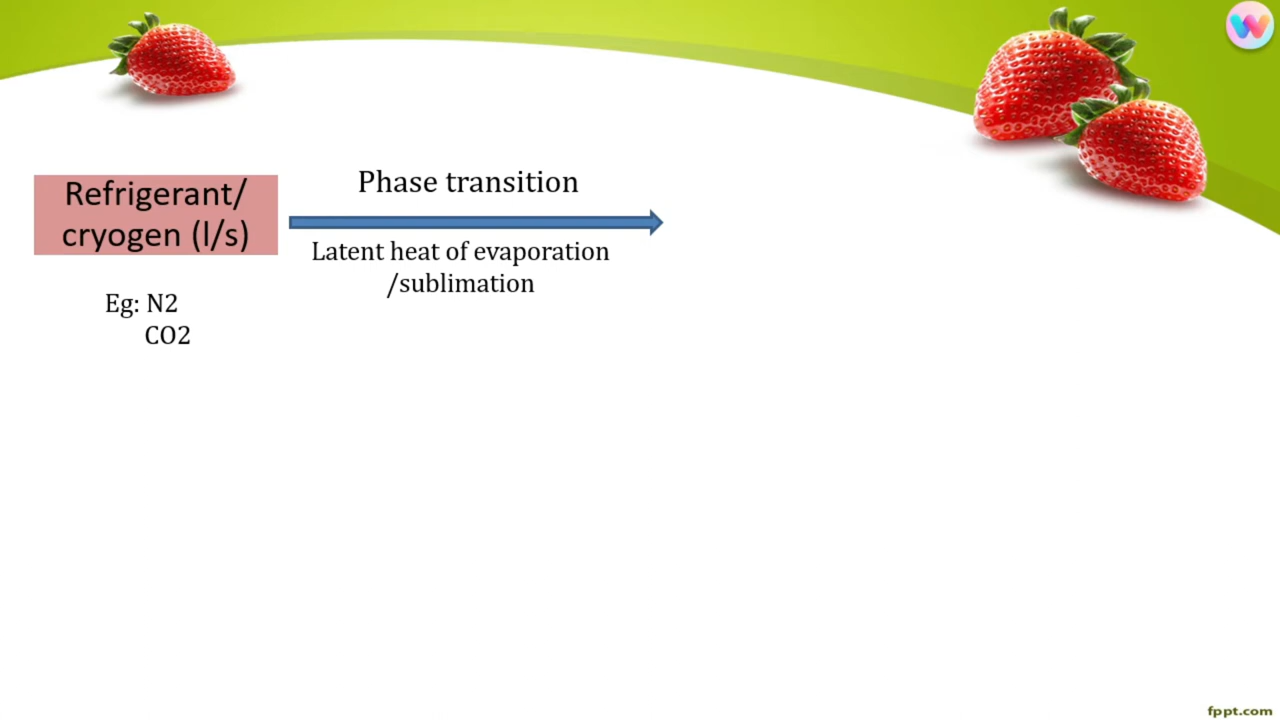 Refrigerant/
cryogen (l/s)
Phase transition
Latent heat of evaporation
/sublimation
Eg: N2
CO2
fppt.com